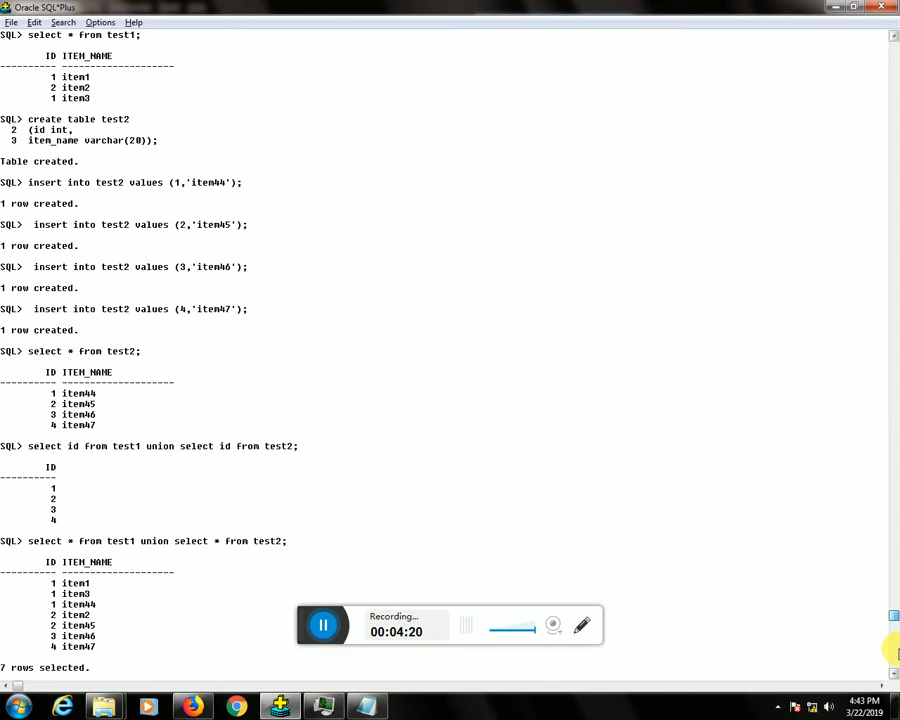 Oracle SQL*Plus
File Edit Search Options Help
SQL> select * from test1;
ID ITEM_NAME
---------- --------------------
1 item1
2 item2
1 item3
SQL> create table test2
2 (id int,
3 item_name varchar(20));
Table created.
SQL> insert into test2 values (1,'item44');
1 row created.
SQL>  insert into test2 values (2,'item45');
1 row created.
SQL>  insert into test2 values (3,'item46');
1 row created.
SQL>  insert into test2 values (4,'item47');
1 row created.
SQL> select * from test2;
ID ITEM_NAME
---------- --------------------
1 item44
2 item45
3 item46
4 item47
SQL> select id from test1 union select id from test2;
ID
----------
1
2
3
4
SQL> select * from test1 union select * from test2;
ID ITEM_NAME
---------- --------------------
1 item1
1 item3
1 item44
2 item2
2 item45
3 item46
4 item47
7 rows selected.
Recording...
00:04:20
4:43 PM
3/22/2019